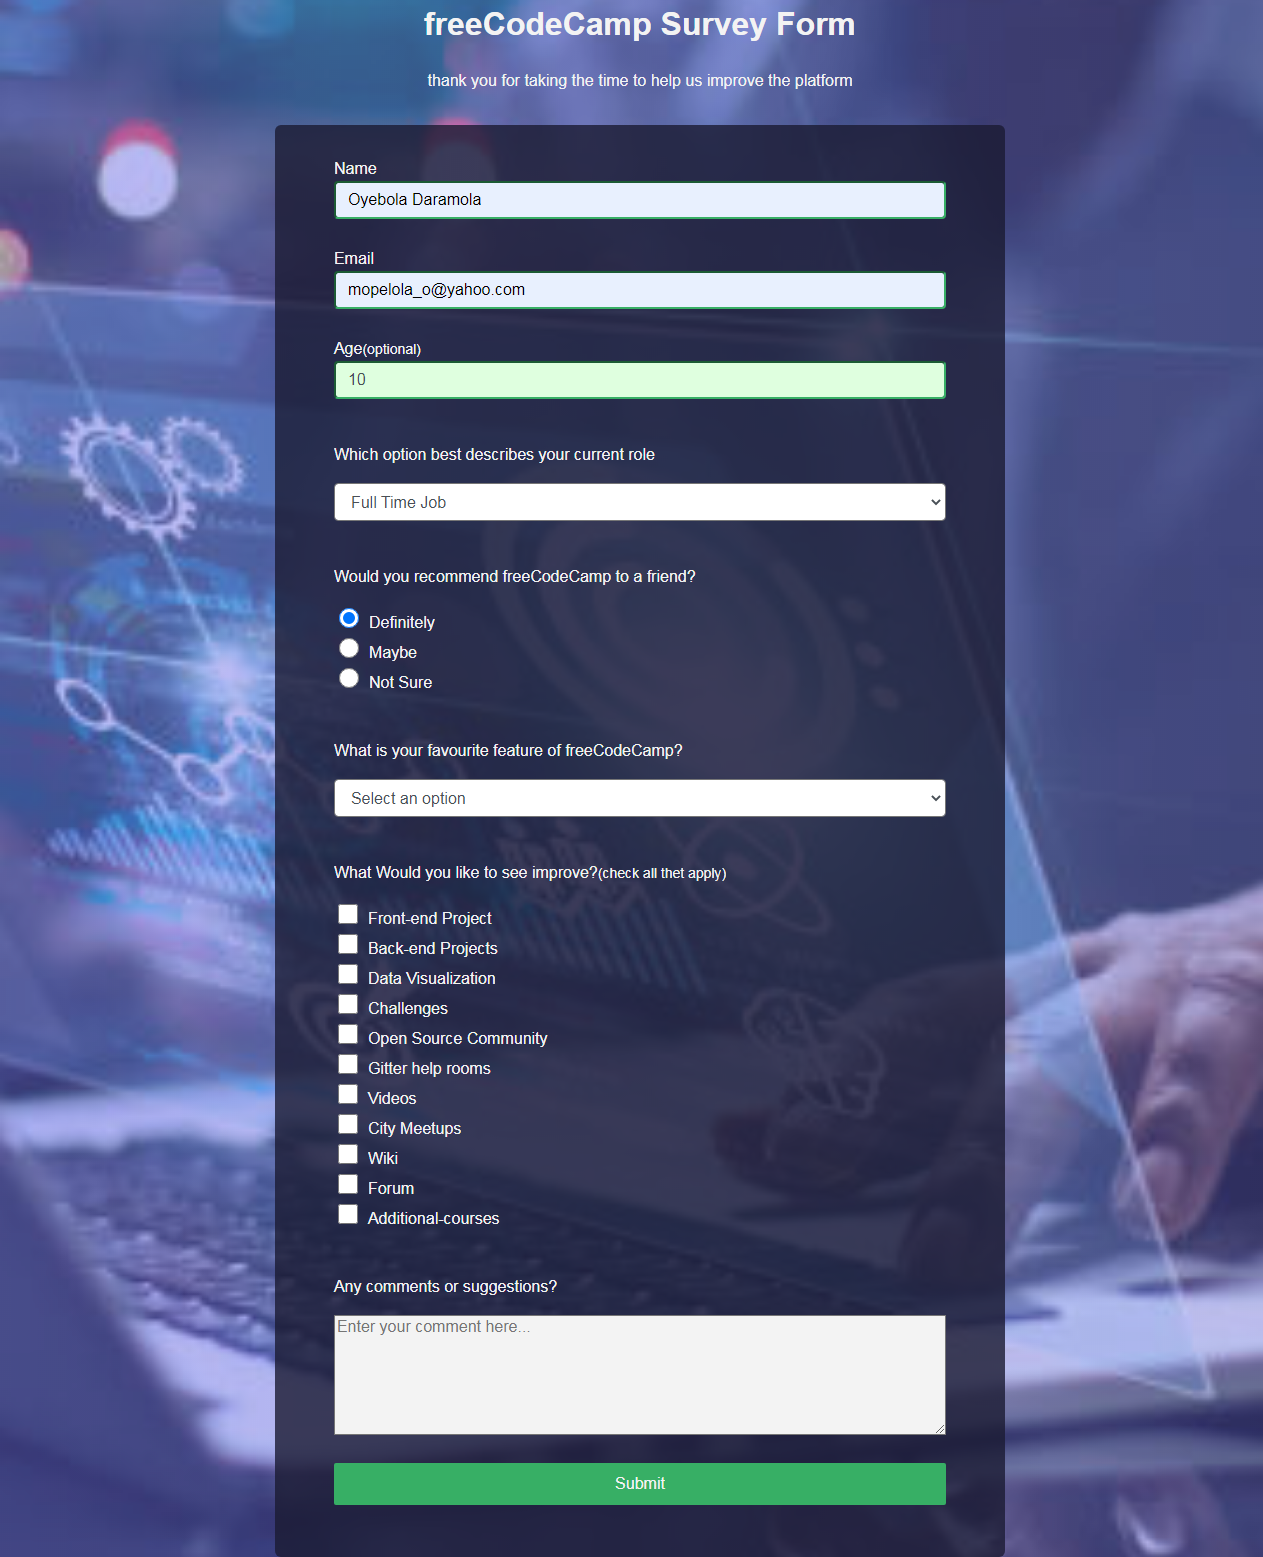 freeCodeCamp Survey Form
thank you for taking the time to help us improve the platform
Name
Oyebola Daramola
Email
mopelola_o@yahoo.com
Age(optional)
10
Which option best describes your current role
Full Time Job
Would you recommend freeCodeCamp to a friend?
Definitely
Maybe
Not Sure
What is your favourite feature of freeCodeCamp?
Select an option
What Would you like to see improve?(check all thet apply)
Front-end Project
Back-end Projects
Data Visualization
Challenges
Open Source Community
Gitter help rooms
Videos
City Meetups
Wiki
Forum
Additional-courses
Any comments or suggestions?
Enter your comment here...
Submit